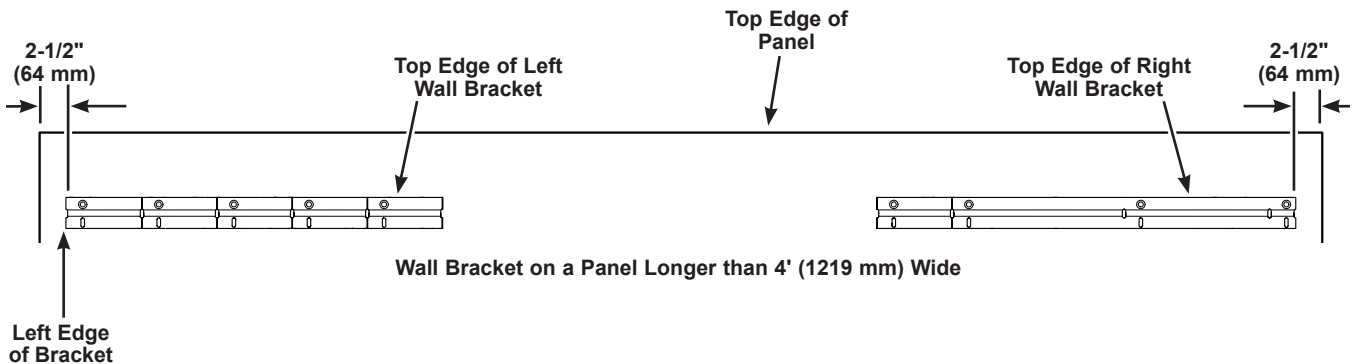 Top Edge of
Panel
2-1/2"
(64 mm)
Top Edge of Left
Wall Bracket
Top Edge of Right
Wall Bracket
2-1/2"
(64 mm)
Wall Bracket on a Panel Longer than 4' (1219 mm) Wide
Left Edge
of Bracket